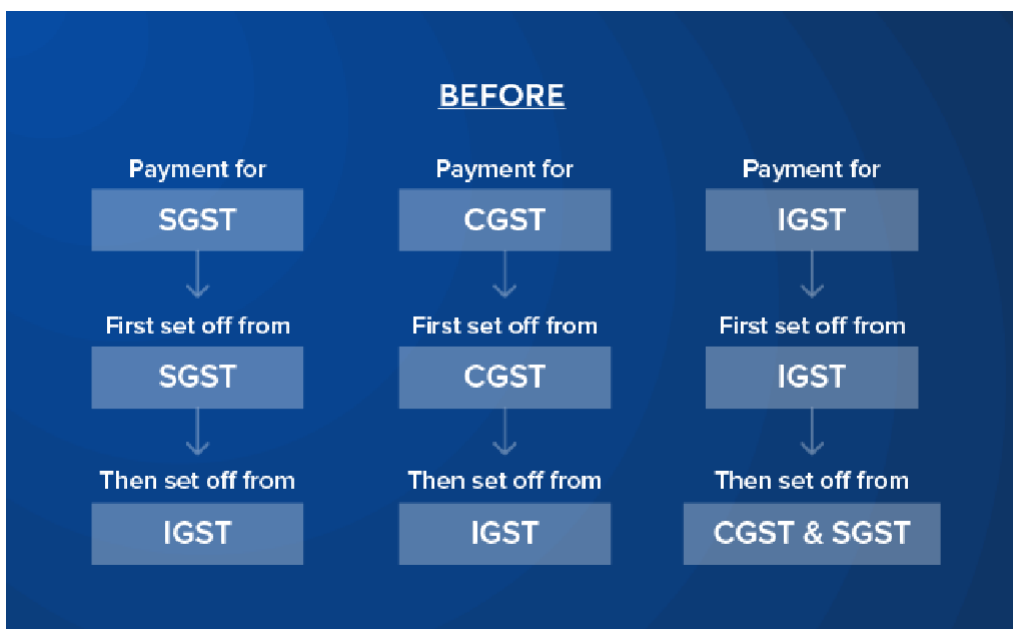 BEFORE
Payment for
SGST
First set off from
SGST
Then set off from
IGST
Payment for
CGST
First set off from
CGST
Then set off from
IGST
Payment for
IGST
First set off from
IGST
Then set off from
CGST & SGST